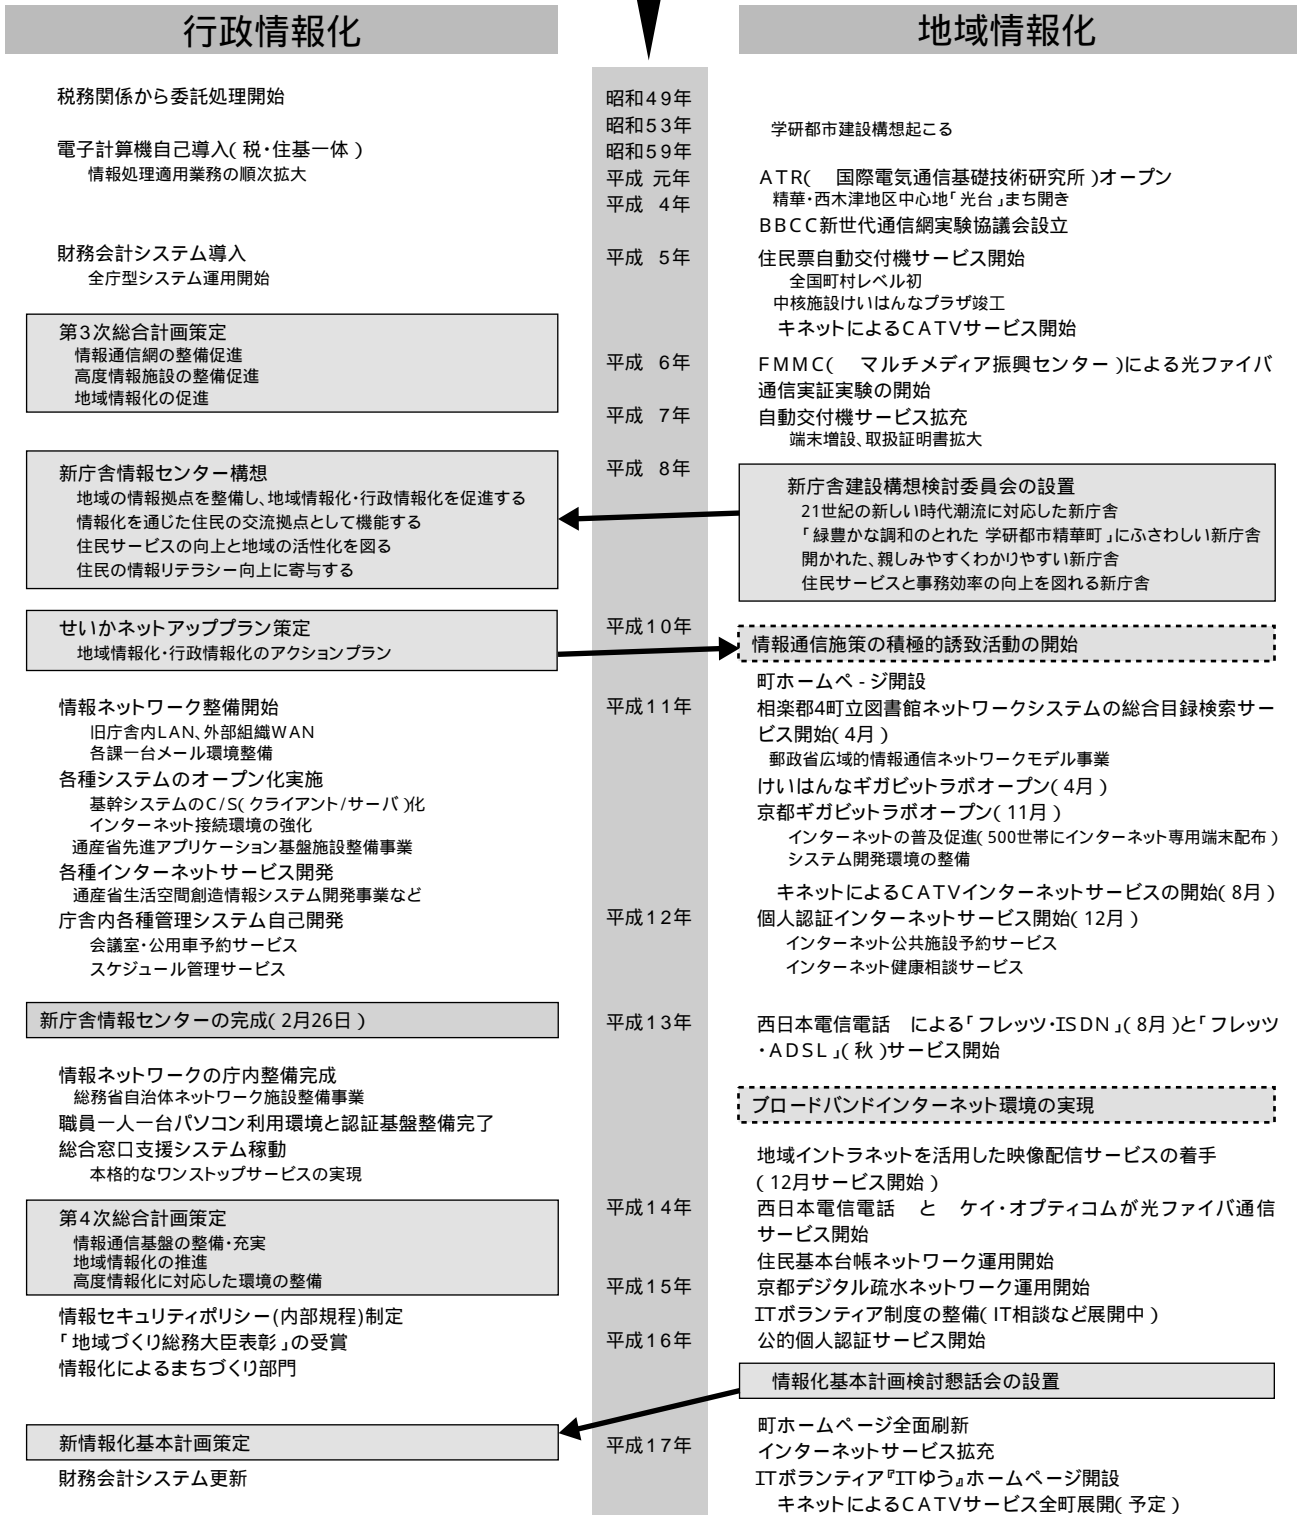 行政情報化
税務関係から委託処理開始
電子計算機自己導入(税・住基一体)
情報処理適用業務の順次拡大
財務会計システム導入
全庁型システム運用開始
第3次総合計画策定
情報通信網の整備促進
高度情報施設の整備促進
地域情報化の促進
新庁舎情報センター構想
地域の情報拠点を整備し、地域情報化・行政情報化を促進する
情報化を通じた住民の交流拠点として機能する
住民サービスの向上と地域の活性化を図る
住民の情報リテラシー向上に寄与する
せいかネットアッププラン策定
地域情報化・行政情報化のアクションプラン
情報ネットワーク整備開始
旧庁舎内LAN、外部組織WAN
各課一台メール環境整備
各種システムのオープン化実施
基幹システムのC/S(クライアント/サーバ)化
インターネット接続環境の強化
通産省先進アプリケーション基盤施設整備事業
各種インターネットサービス開発
通産省生活空間創造情報システム開発事業など
庁舎内各種管理システム自己開発
会議室・公用車予約サービス
スケジュール管理サービス
新庁舎情報センターの完成(2月26日)
情報ネットワークの庁内整備完成
総務省自治体ネットワーク施設整備事業
職員一人一台パソコン利用環境と認証基盤整備完了
総合窓口支援システム稼動
本格的なワンストップサービスの実現
第4次総合計画策定
情報通信基盤の整備・充実
地域情報化の推進
高度情報化に対応した環境の整備
情報セキュリティポリシー(内部規程)制定
「地域づくり総務大臣表彰」の受賞
情報化によるまちづくり部門
新情報化基本計画策定
財務会計システム更新
昭和49年
昭和53年
昭和59年
平成 元年
平成 4年
平成 5年
平成 6年
平成 7年
平成 8年
平成10年
平成11年
平成12年
平成13年
平成14年
平成15年
平成16年
平成17年
地域情報化
学研都市建設構想起こる
ATR( 国際電気通信基礎技術研究所)オープン
精華・西木津地区中心地「光台」まち開き
BBCC新世代通信網実験協議会設立
住民票自動交付機サービス開始
全国町村レベル初
中核施設けいはんなプラザ竣工
キネットによるCATVサービス開始
FMMC( マルチメディア振興センター)による光ファイバ
通信実証実験の開始
自動交付機サービス拡充
端末増設、取扱証明書拡大
新庁舎建設構想検討委員会の設置
21世紀の新しい時代潮流に対応した新庁舎
「緑豊かな調和のとれた 学研都市精華町」にふさわしい新庁舎
開かれた、親しみやすくわかりやすい新庁舎
住民サービスと事務効率の向上を図れる新庁舎
情報通信施策の積極的誘致活動の開始
町ホームペ-ジ開設
相楽郡4町立図書館ネットワークシステムの総合目録検索サー
ビス開始(4月)
郵政省広域的情報通信ネットワークモデル事業
けいはんなギガビットラボオープン(4月)
京都ギガビットラボオープン(11月)
インターネットの普及促進(500世帯にインターネット専用端末配布)
システム開発環境の整備
キネットによるCATVインターネットサービスの開始(8月)
個人認証インターネットサービス開始(12月)
インターネット公共施設予約サービス
インターネット健康相談サービス
西日本電信電話 による「フレッツ・ISDN」(8月)と「フレッツ
・ADSL」(秋)サービス開始
ブロードバンドインターネット環境の実現
地域イントラネットを活用した映像配信サービスの着手
(12月サービス開始)
西日本電信電話 と ケイ・オプティコムが光ファイバ通信
サービス開始
住民基本台帳ネットワーク運用開始
京都デジタル疏水ネットワーク運用開始
ITボランティア制度の整備(IT相談など展開中)
公的個人認証サービス開始
情報化基本計画検討懇話会の設置
町ホームページ全面刷新
インターネットサービス拡充
ITボランティア『ITゆう』ホームページ開設
キネットによるCATVサービス全町展開(予定)